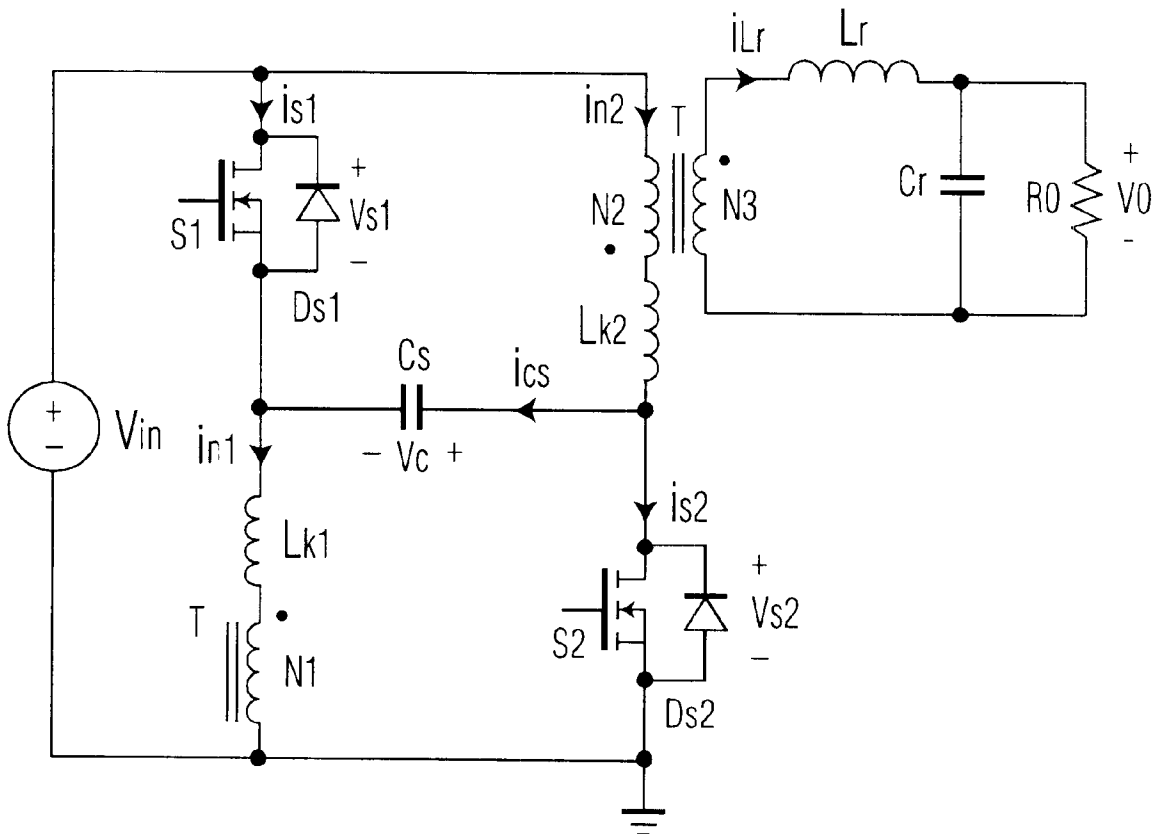 iLr
Lr
is1
in2
T
+
Vs1
–
S1
Ds1
N2
N3
Cr
R0
+
V0
-
Lk2
Cs
ics
– Vc +
+
–
Vin
in1
is2
Lk1
T
N1
S2
+
Vs2
–
Ds2